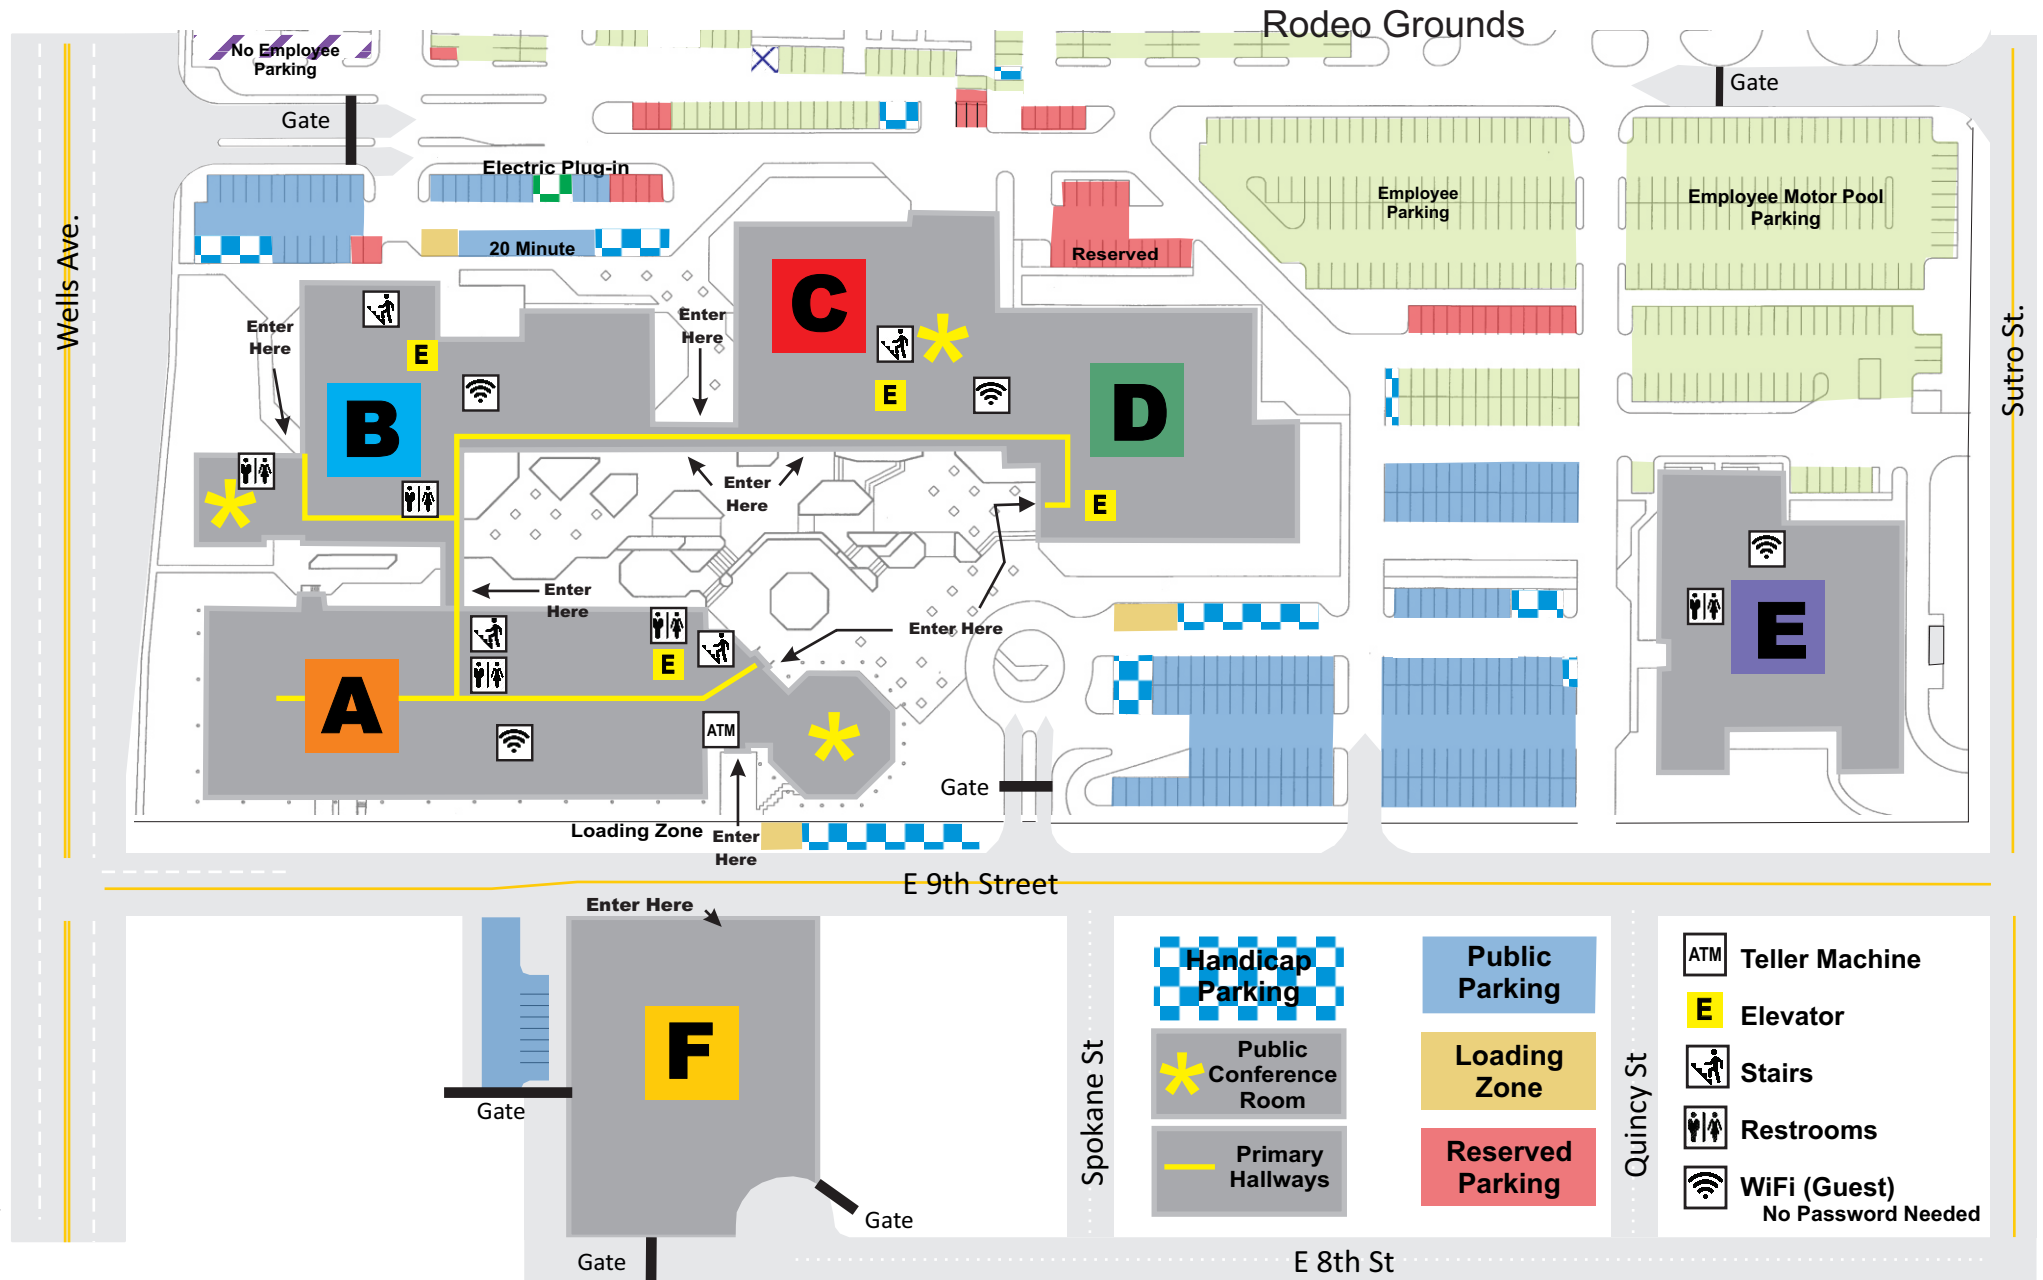 Rodeo Grounds
No Employee
Parking
Gate
Gate
Electric Plug-in
Employee
Parking
Employee Motor Pool
Parking
20 Minute
Reserved
Wells Ave.
Sutro St.
Enter
Here
Enter
Here
C
E
E
B
D
Enter
Here
E
Enter
Here
Enter Here
E
E
A
ATM
Gate
Loading Zone
Enter
Here
E 9th Street
Enter Here
F
Gate
Gate
Gate
Spokane St
Quincy St
E 8th St
Handicap
Parking
Public
Parking
Public
Conference
Room
Loading
Zone
Primary
Hallways
Reserved
Parking
ATM Teller Machine
E Elevator
Stairs
Restrooms
WiFi (Guest)
No Password Needed